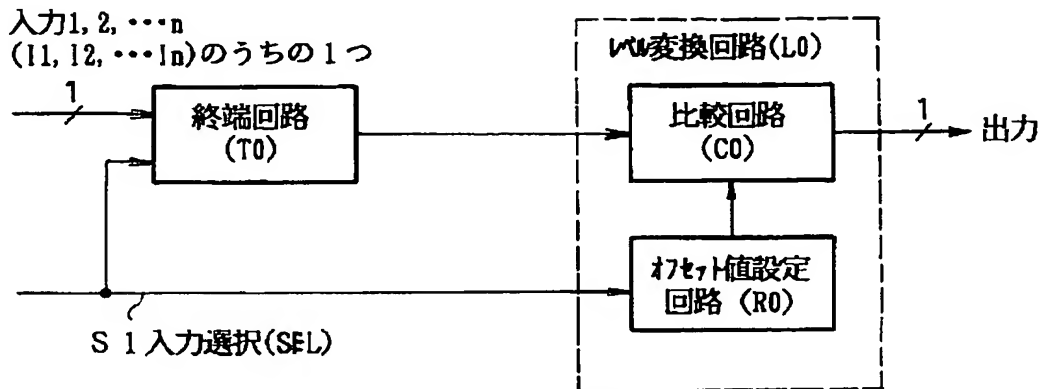 入力1, 2, ･･･n
(I1, I2, ･･･In)のうちの1つ
1
終端回路
(T0)
ﾚﾍﾞﾙ変換回路(L0)
比較回路
(C0)
1
出力
ｵﾌｾｯﾄ値設定
回路 (R0)
S 1入力選択(SEL)